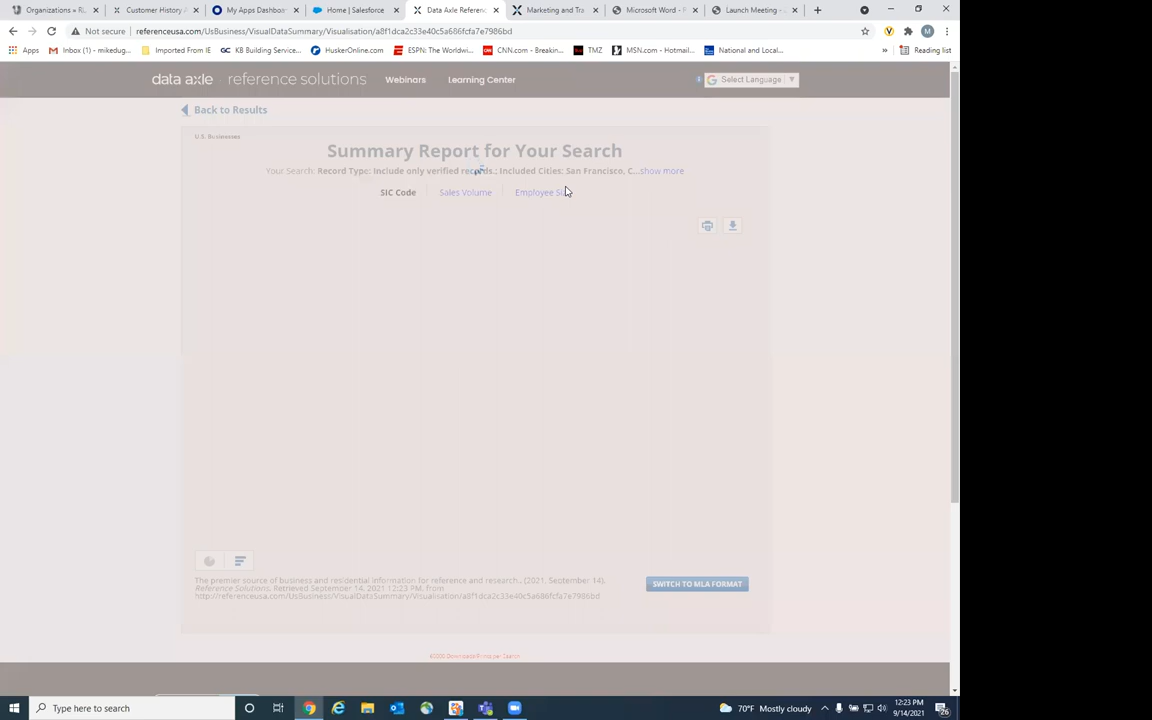 Organizations « R
Customer History
My Apps Dashboa
Home | Salesforce
Data Axle Referenc
Marketing and Tra
Microsoft Word - F
Launch Meeting -
Not secure
referenceusa.com/UsBusiness/VisualDataSummary/Visualisation/a8f1dca2c33e40c5a686fcfa7e7986bd
M
Apps
Inbox (1) - mikedug...
Imported From IE
GC KB Building Service...
HuskerOnline.com
ESPN: The Worldwi...
CNN.com - Breakin...
TMZ
MSN.com - Hotmail...
National and Local...
»
Reading list
data axle reference solutions
Webinars
Learning Center
Select Language ▼
Back to Results
U.S. Businesses
Summary Report for Your Search
Your Search: Record Type: Include only verified records.; Included Cities: San Francisco, C...show more
SIC Code
Sales Volume
Employee
The premier source of business and residential information for reference and research., (2021, September 14).
Reference Solutions. Retrieved September 14, 2021 12:23 PM, from
http://referenceusa.com/UsBusiness/VisualDataSummary/Visualisation/a8f1dca2c33e40c5a686fcfa7e7986bd
SWITCH TO MLA FORMAT
Type here to search
70°F Mostly cloudy
12:23 PM
9/14/2021